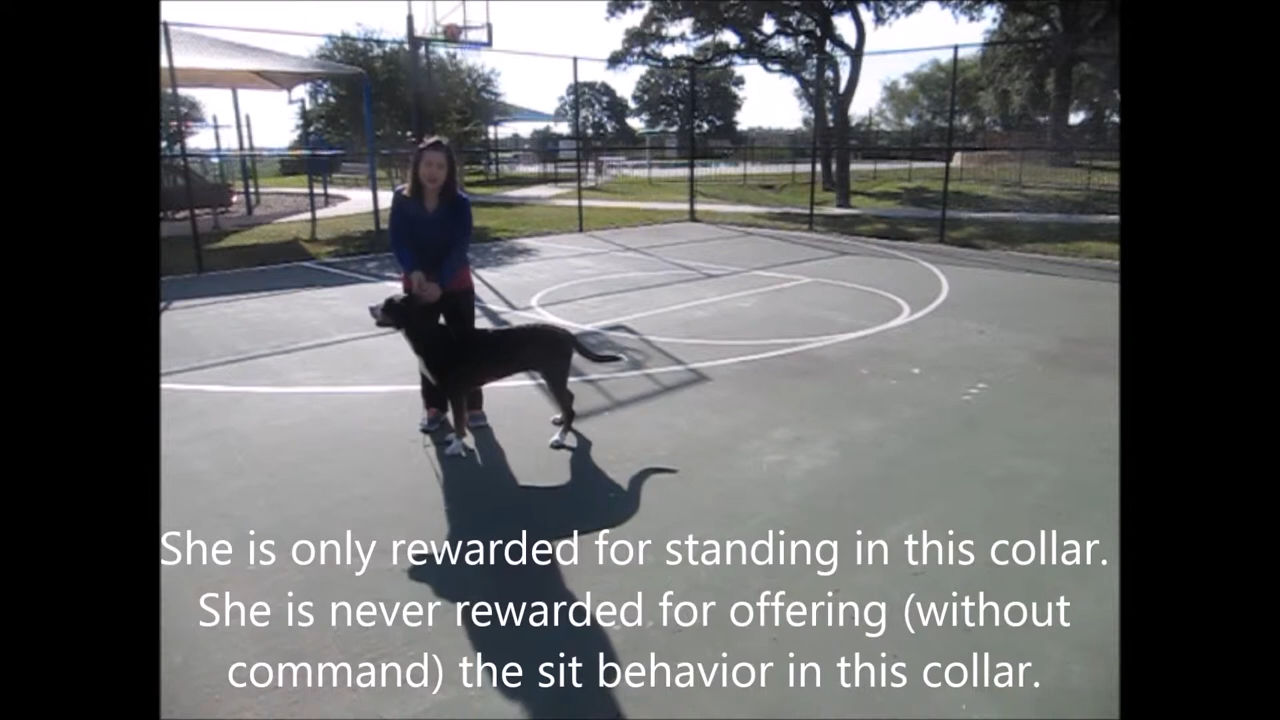 She is only rewarded for standing in this collar.
She is never rewarded for offering (without
command) the sit behavior in this collar.